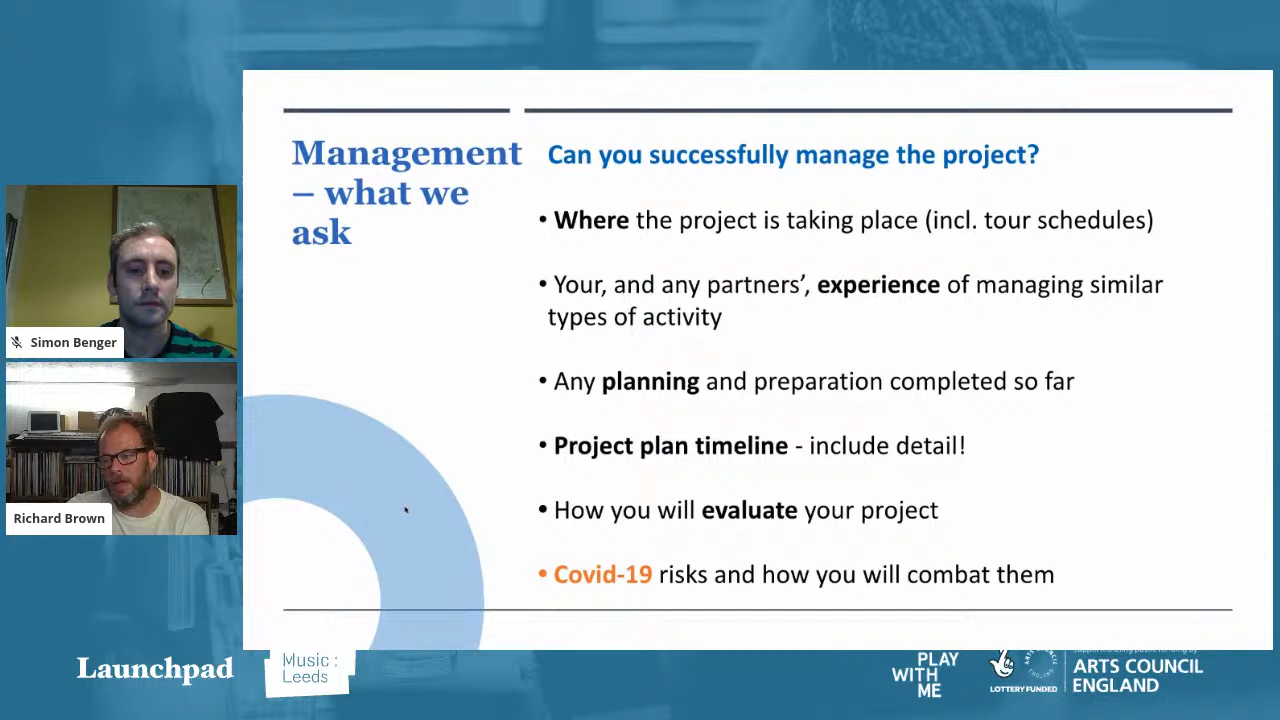 Management
– what we
ask
Can you successfully manage the project?
• Where the project is taking place (incl. tour schedules)
• Your, and any partners’, experience of managing similar
types of activity
• Any planning and preparation completed so far
• Project plan timeline - include detail!
• How you will evaluate your project
• Covid-19 risks and how you will combat them
Simon Benger
Richard Brown
Launchpad
Music:
Leeds
PLAY
WITH
ME
LOTTERY FUNDED
ARTS COUNCIL
ENGLAND